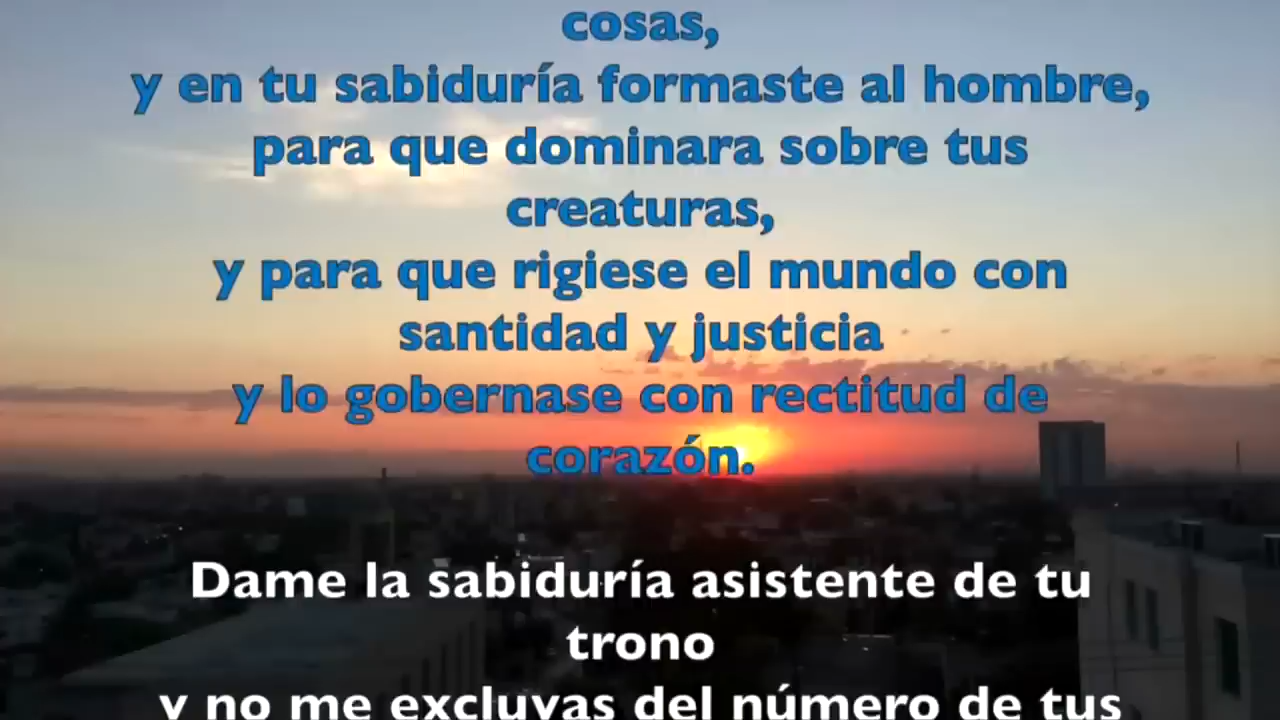 cosas,
y en tu sabiduría formaste al hombre,
para que dominara sobre tus
creaturas,
y para que rigiese el mundo con
santidad y justicia
y lo gobernase con rectitud de
corazón.
Dame la sabiduría asistente de tu
trono
y no me excluyas del número de tus